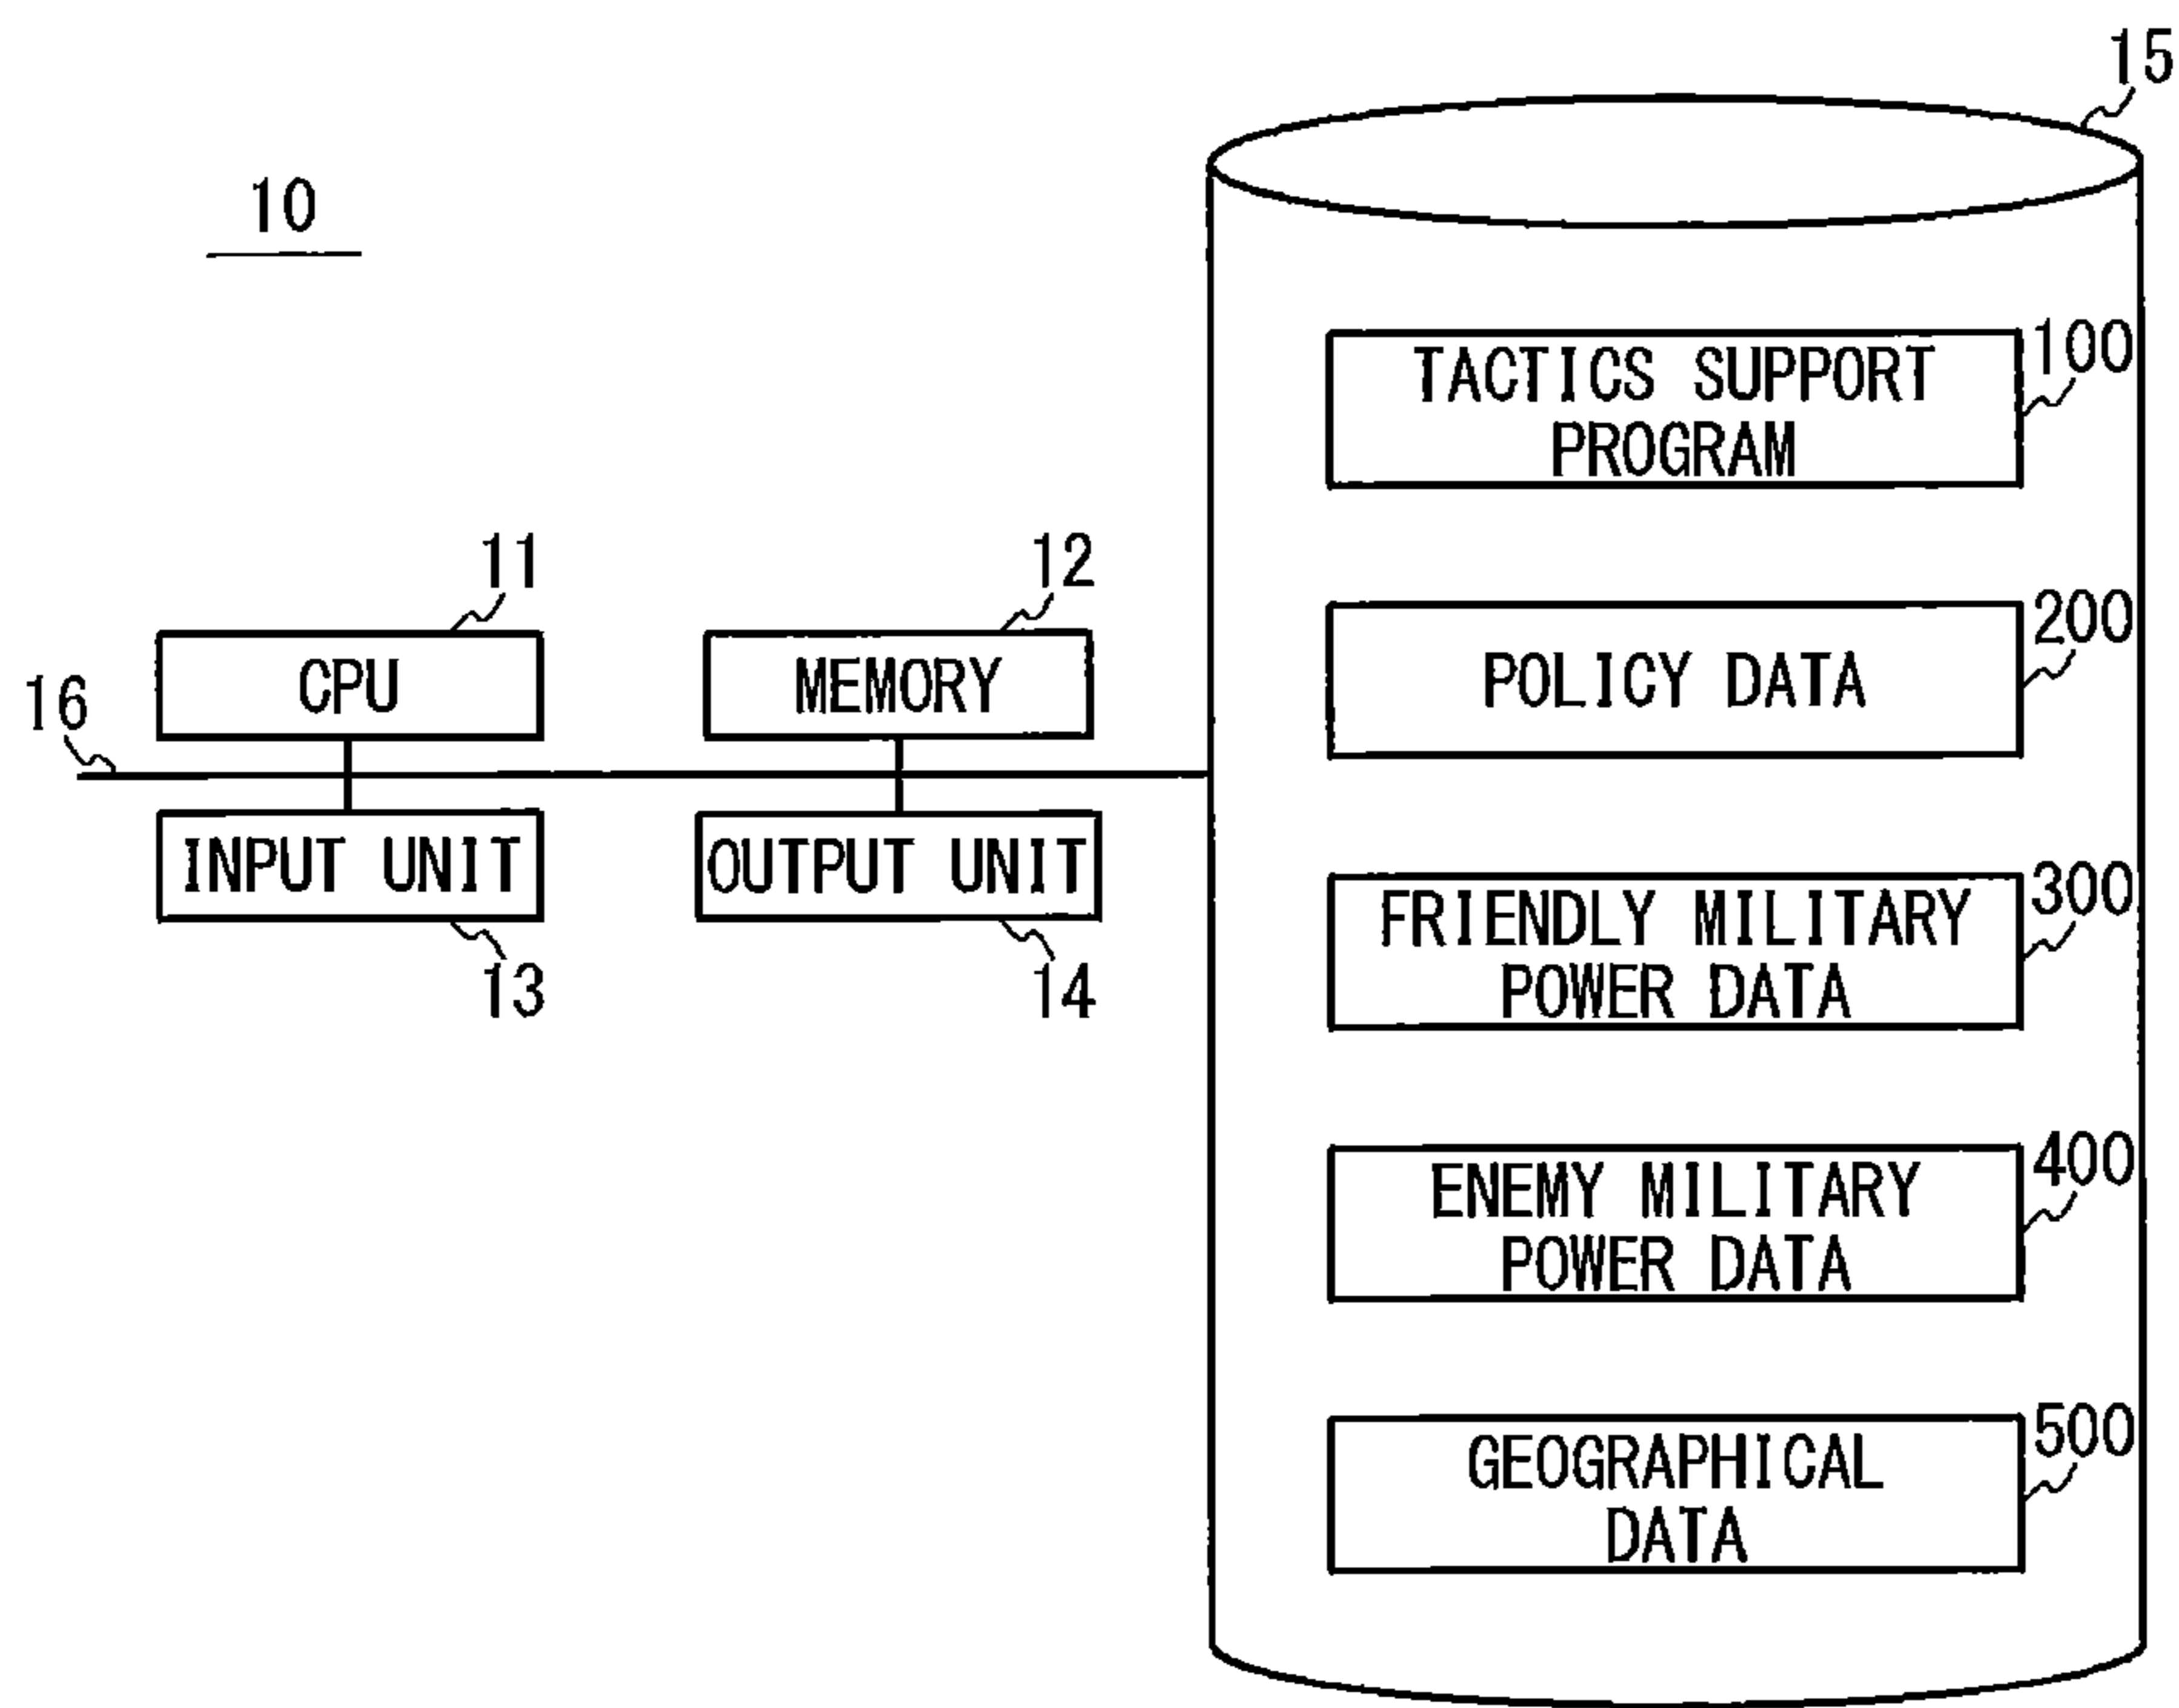 15
10
TACTICS SUPPORT
PROGRAM
100
11
12
200
CPU
MEMORY
POLICY DATA
16
INPUT UNIT
OUTPUT UNIT
300
FRIENDLY MILITARY
POWER DATA
13
14
400
ENEMY MILITARY
POWER DATA
500
GEOGRAPHICAL
DATA